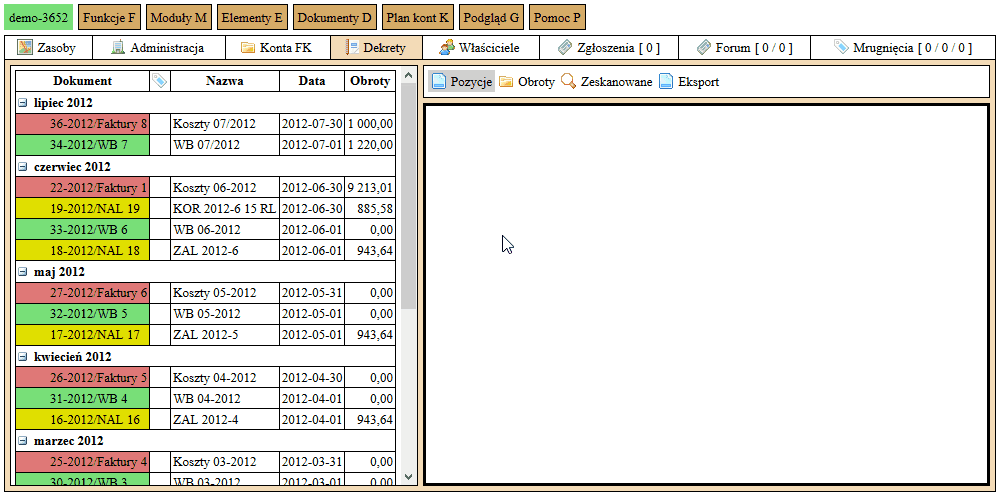 demo-3652 Funkcje F Moduły M Elementy E Dokumenty D Plan kont K Podgląd G Pomoc P
Zasoby Administracja Konta FK Dekrety Właściciele Zgłoszenia [ 0 ] Forum [ 0 / 0 ] Mrugnięcia [ 0 / 0 / 0 ]
Dokument Nazwa Data Obroty
lipiec 2012
36-2012/Faktury 8 Koszty 07/2012 2012-07-30 1 000,00
34-2012/WB 7 WB 07/2012 2012-07-01 1 220,00
czerwiec 2012
22-2012/Faktury 1 Koszty 06-2012 2012-06-30 9 213,01
19-2012/NAL 19 KOR 2012-6 15 RL 2012-06-30 885,58
33-2012/WB 6 WB 06-2012 2012-06-01 0,00
18-2012/NAL 18 ZAL 2012-6 2012-06-01 943,64
maj 2012
27-2012/Faktury 6 Koszty 05-2012 2012-05-31 0,00
32-2012/WB 5 WB 05-2012 2012-05-01 0,00
17-2012/NAL 17 ZAL 2012-5 2012-05-01 943,64
kwiecień 2012
26-2012/Faktury 5 Koszty 04-2012 2012-04-30 0,00
31-2012/WB 4 WB 04-2012 2012-04-01 0,00
16-2012/NAL 16 ZAL 2012-4 2012-04-01 943,64
marzec 2012
25-2012/Faktury 4 Koszty 03-2012 2012-03-31 0,00
30-2012/WB 3 WB 03-2012 2012-03-01 0,00
Pozycje Obroty Zeskanowane Eksport